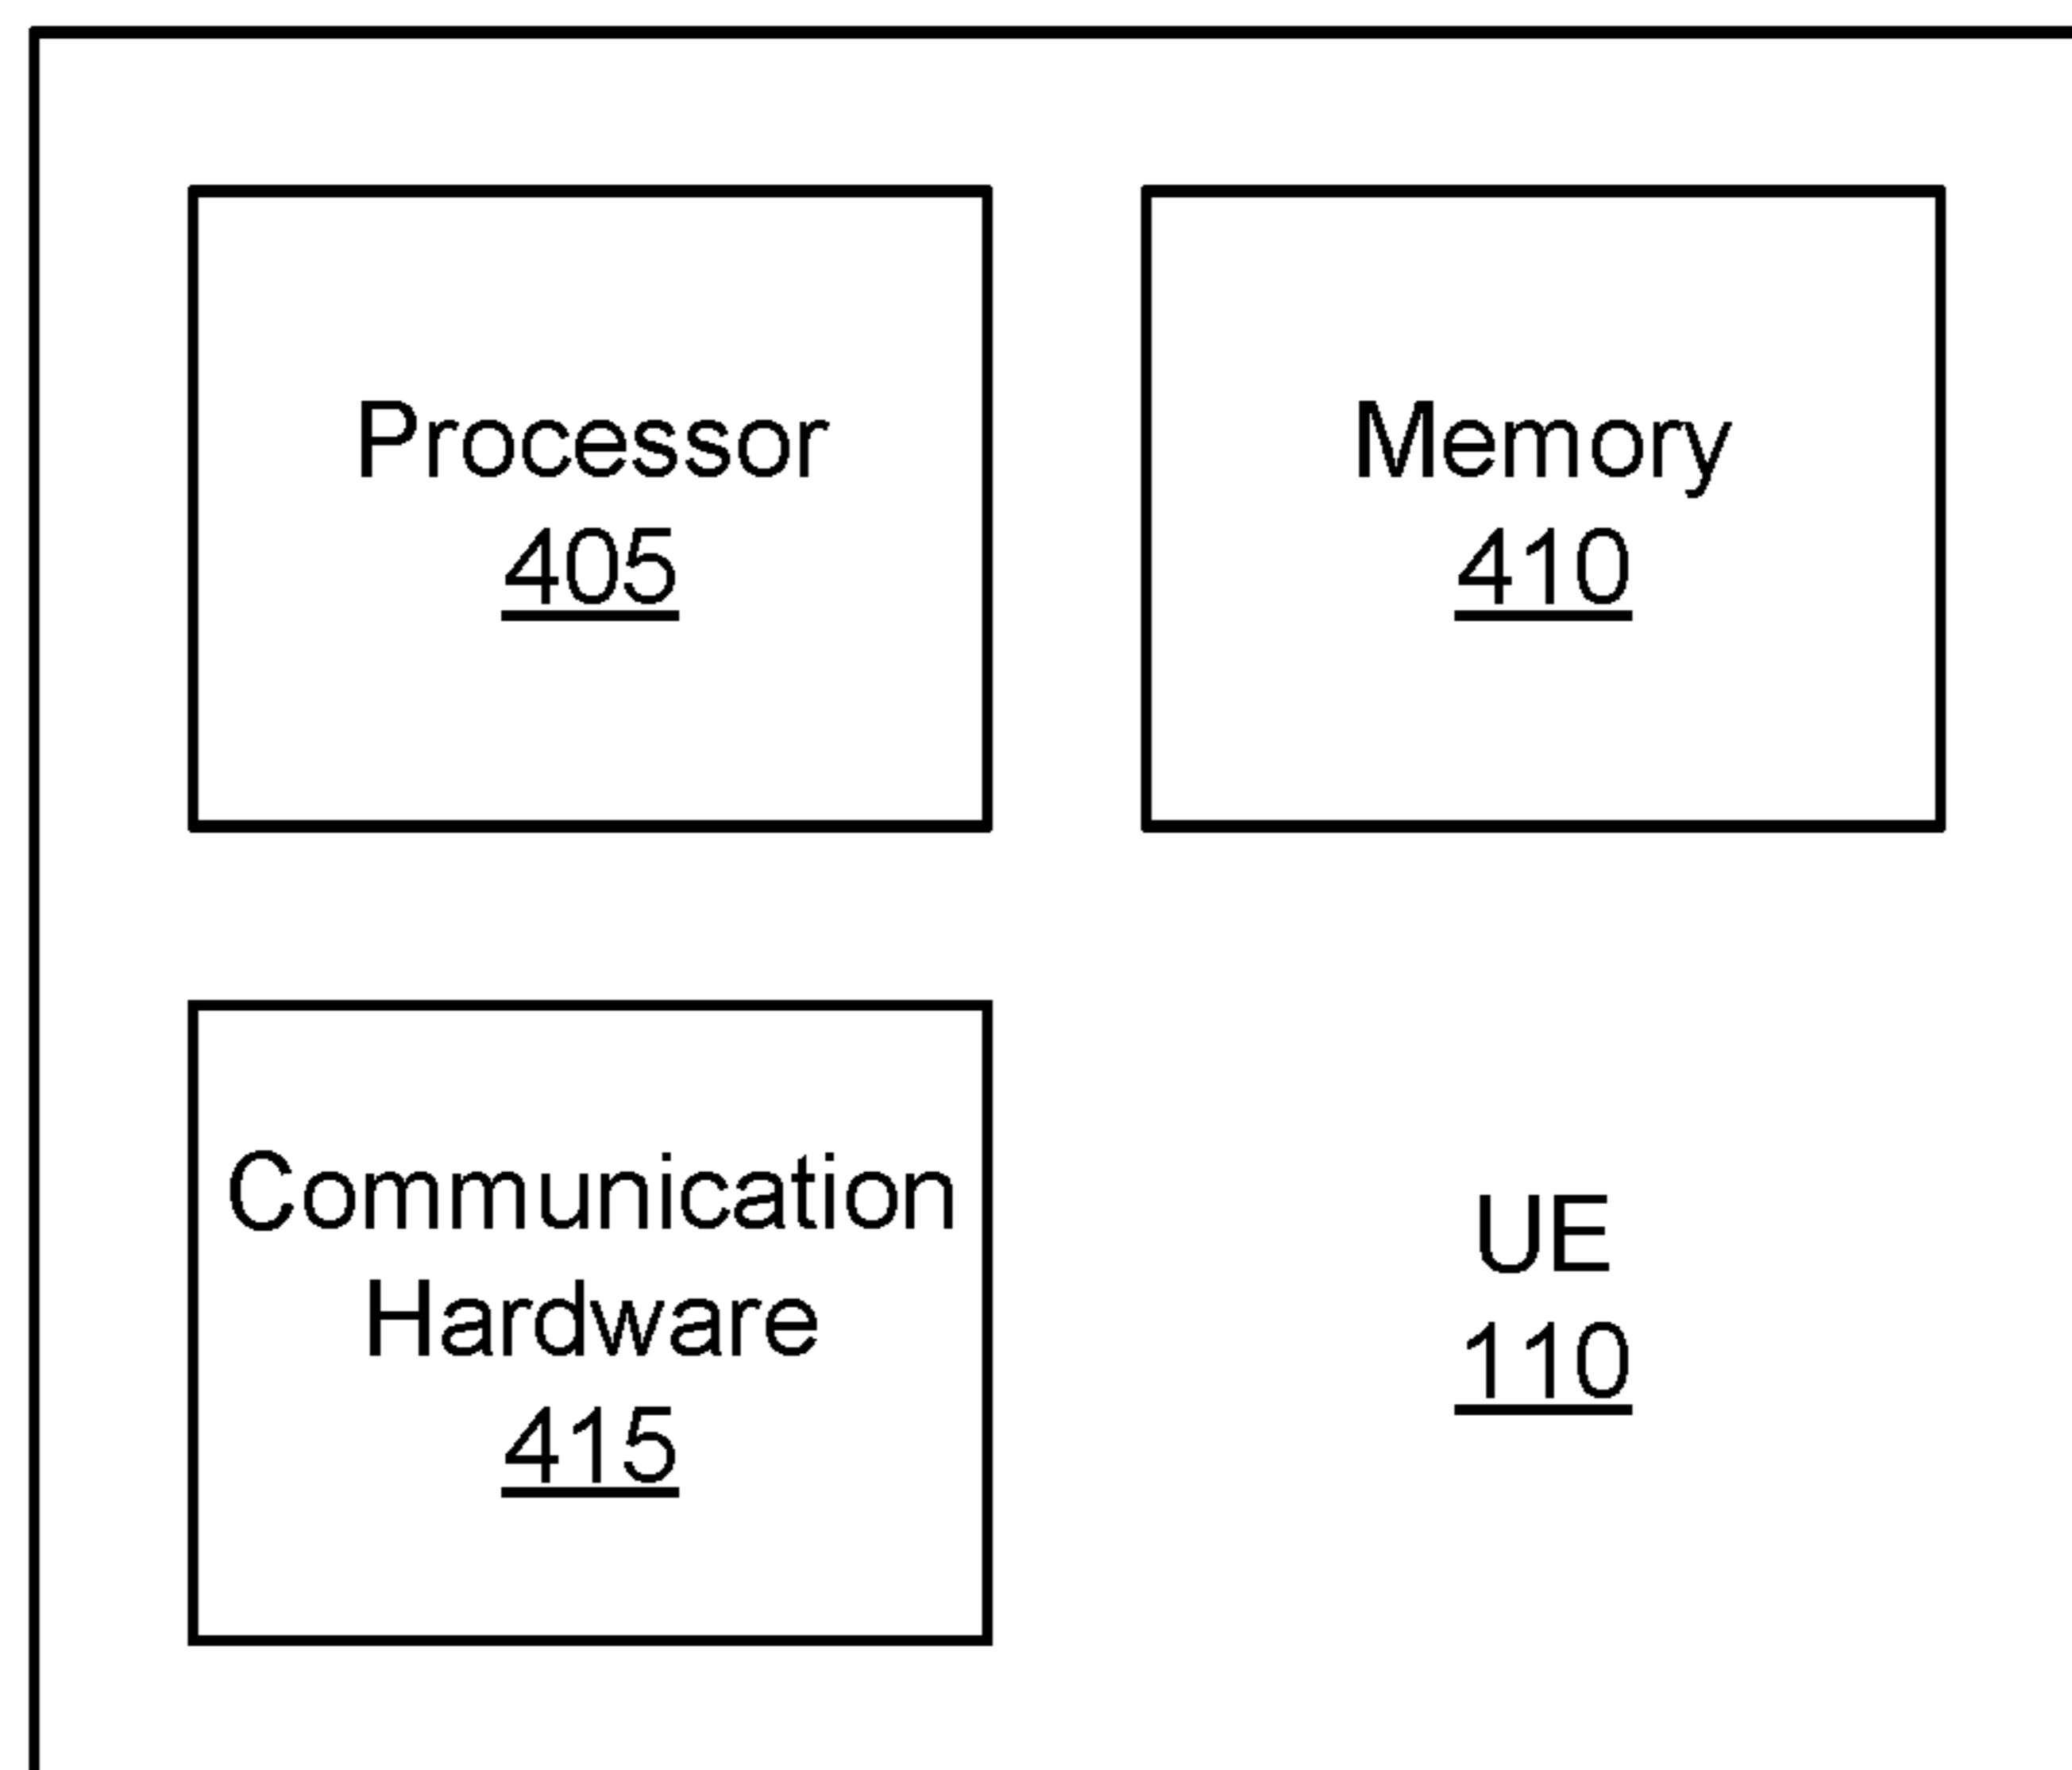 Processor
405
Memory
410
Communication
Hardware
415
UE
110